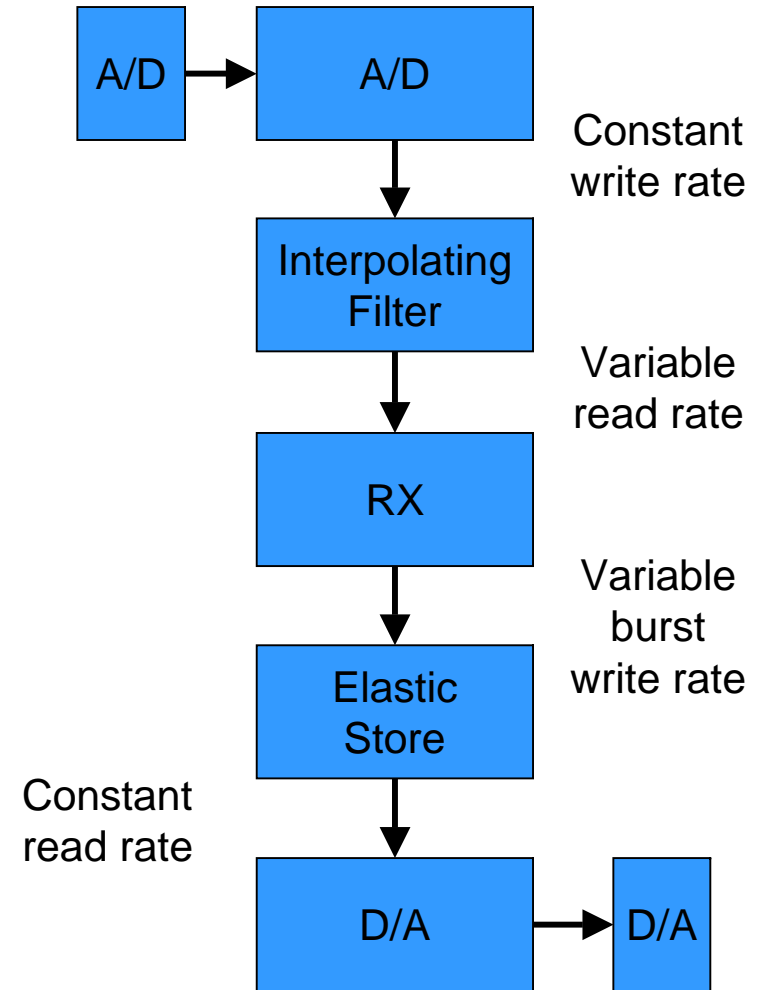 A/D
A/D
Constant
write rate
Interpolating
Filter
Variable
read rate
RX
Variable
burst
write rate
Elastic
Store
Constant
read rate
D/A
D/A